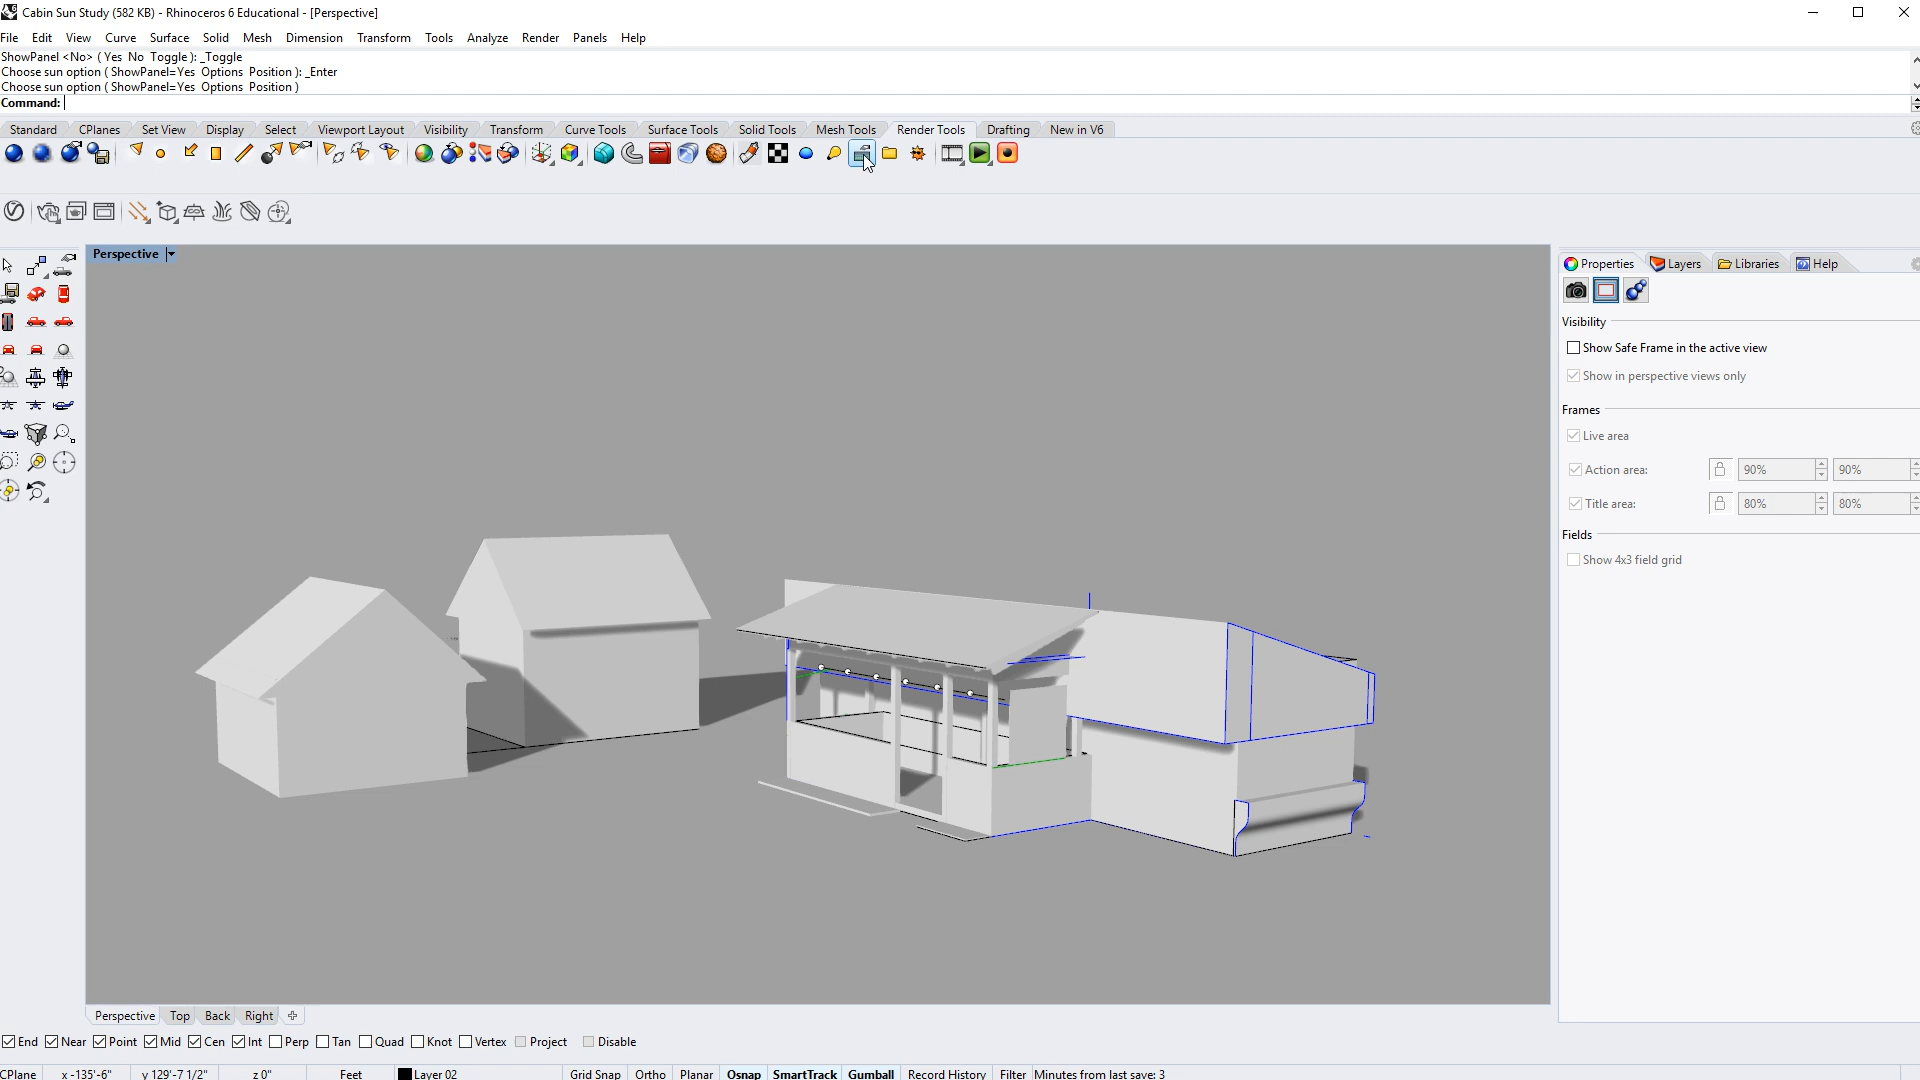 Cabin Sun Study (582 KB) - Rhinoceros 6 Educational - [Perspective]
File Edit View Curve Surface Solid Mesh Dimension Transform Tools Analyze Render Panels Help
ShowPanel <No> ( Yes No Toggle ): _Toggle
Choose sun option ( ShowPanel=Yes Options Position ): _Enter
Choose sun option ( ShowPanel=Yes Options Position )
Command:
Standard CPlanes Set View Display Select Viewport Layout Visibility Transform Curve Tools Surface Tools Solid Tools Mesh Tools Render Tools Drafting New in V6
Perspective
Properties Layers Libraries Help
Visibility
Show Safe Frame in the active view
Show in perspective views only
Frames
Live area
Action area: 90% 90%
Title area: 80% 80%
Fields
Show 4x3 field grid
Perspective Top Back Right
End Near Point Mid Cen Int Perp Tan Quad Knot Vertex Project Disable
CPlane x -135'-6" y 129'-7 1/2" z 0" Feet Layer 02 Grid Snap Ortho Planar Osnap SmartTrack Gumball Record History Filter Minutes from last save: 3